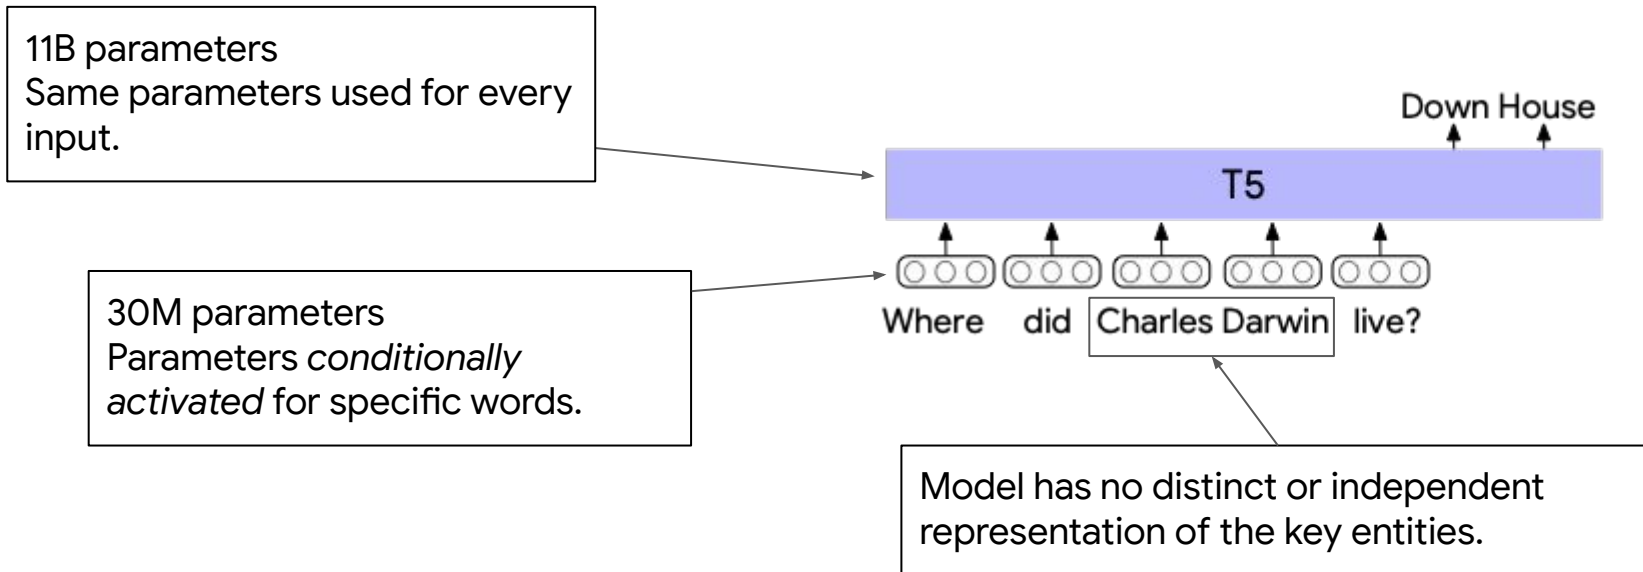 11B parameters
Same parameters used for every
input.
Down House
T5
30M parameters
Parameters conditionally
activated for specific words.
Where did Charles Darwin live?
Model has no distinct or independent
representation of the key entities.